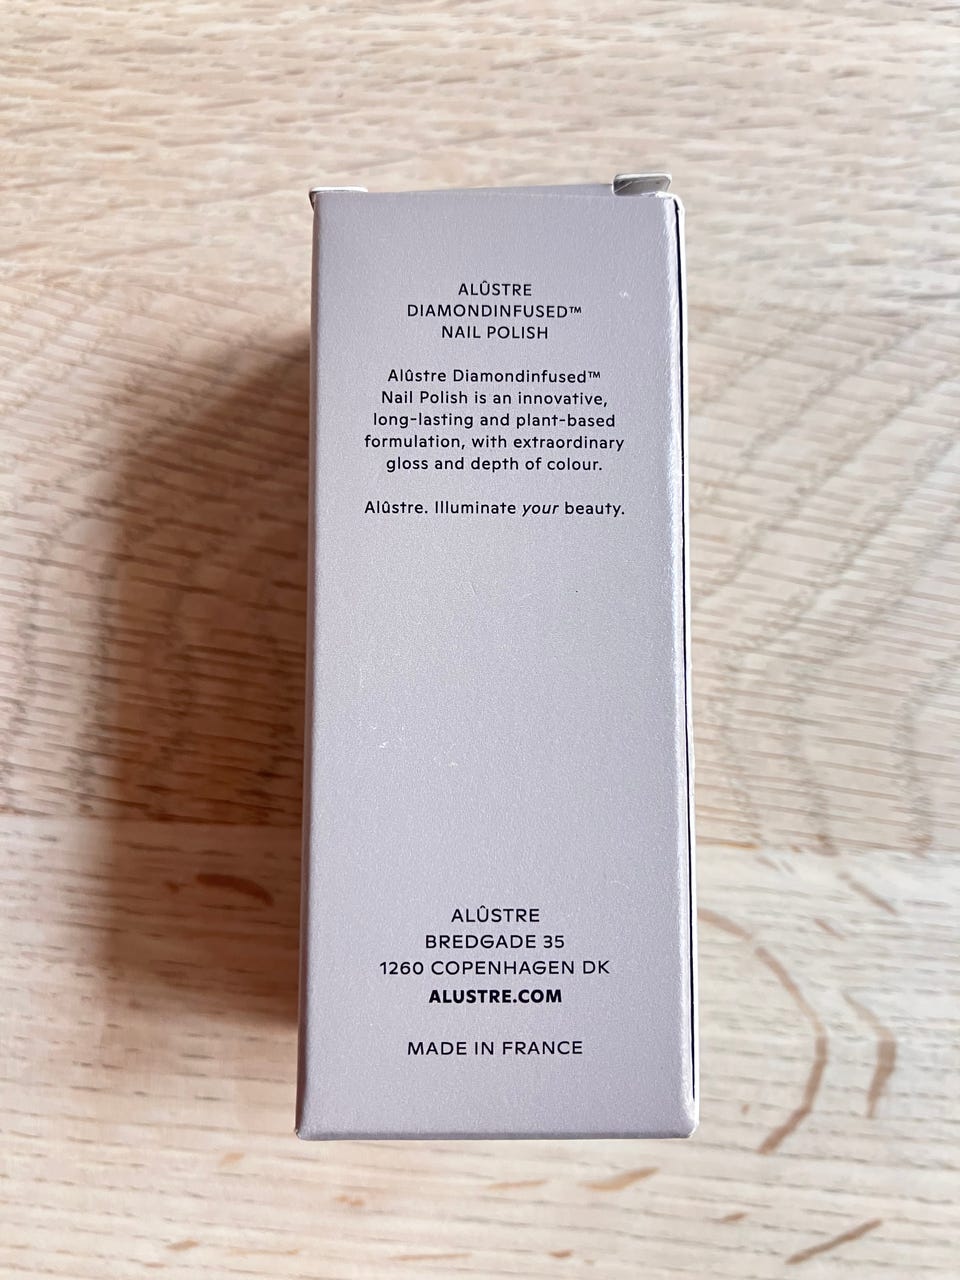 ALÛSTRE
DIAMONDINFUSED™
NAIL POLISH
Alûstre Diamondinfused™
Nail Polish is an innovative,
long-lasting and plant-based
formulation, with extraordinary
gloss and depth of colour.
Alûstre. Illuminate your beauty.
ALÛSTRE
BREDGADE 35
1260 COPENHAGEN DK
ALUSTRE.COM
MADE IN FRANCE